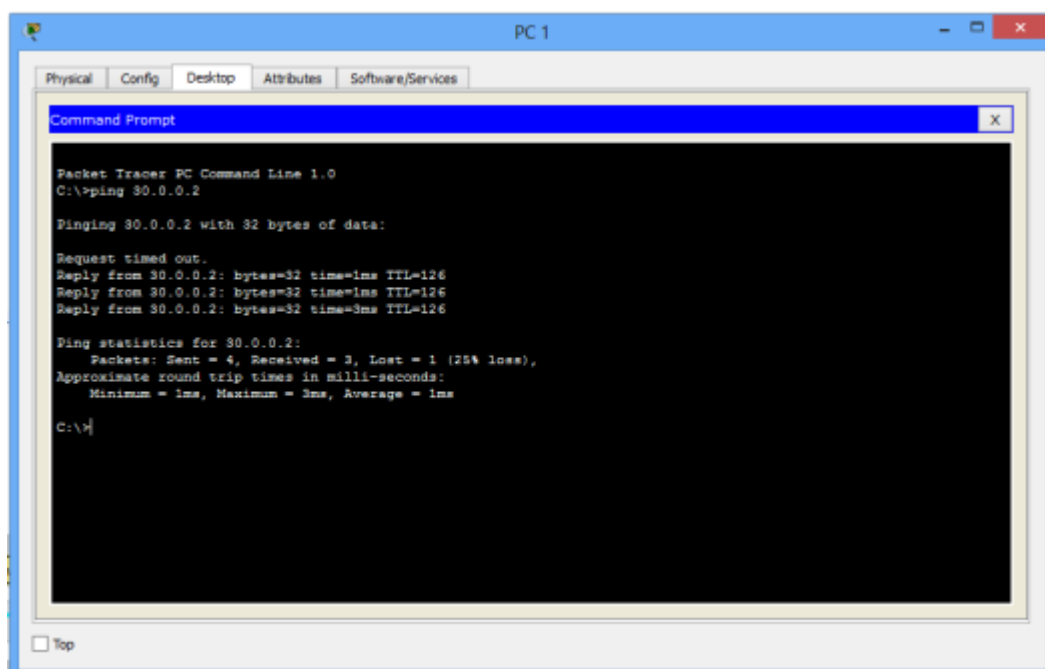 PC 1
Physical Config Desktop Attributes Software/Services
Command Prompt X
Packet Tracer PC Command Line 1.0
C:\>ping 30.0.0.2
Pinging 30.0.0.2 with 32 bytes of data:
Request timed out.
Reply from 30.0.0.2: bytes=32 time=1ms TTL=126
Reply from 30.0.0.2: bytes=32 time=1ms TTL=126
Reply from 30.0.0.2: bytes=32 time=3ms TTL=126
Ping statistics for 30.0.0.2:
Packets: Sent = 4, Received = 3, Lost = 1 (25% loss),
Approximate round trip times in milli-seconds:
Minimum = 1ms, Maximum = 3ms, Average = 1ms
C:\>
Top